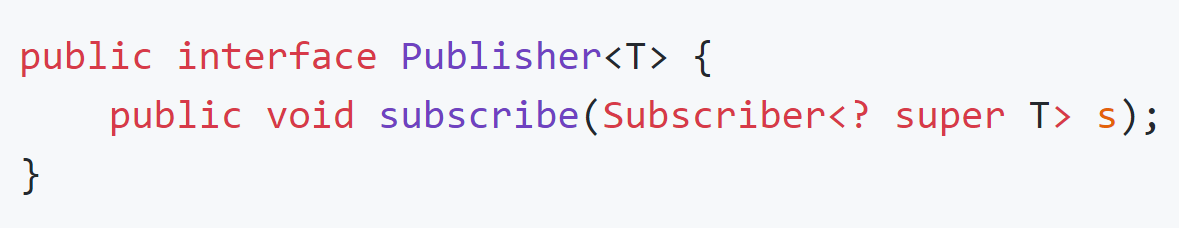 public interface Publisher<T> {
    public void subscribe(Subscriber<? super T> s);
}